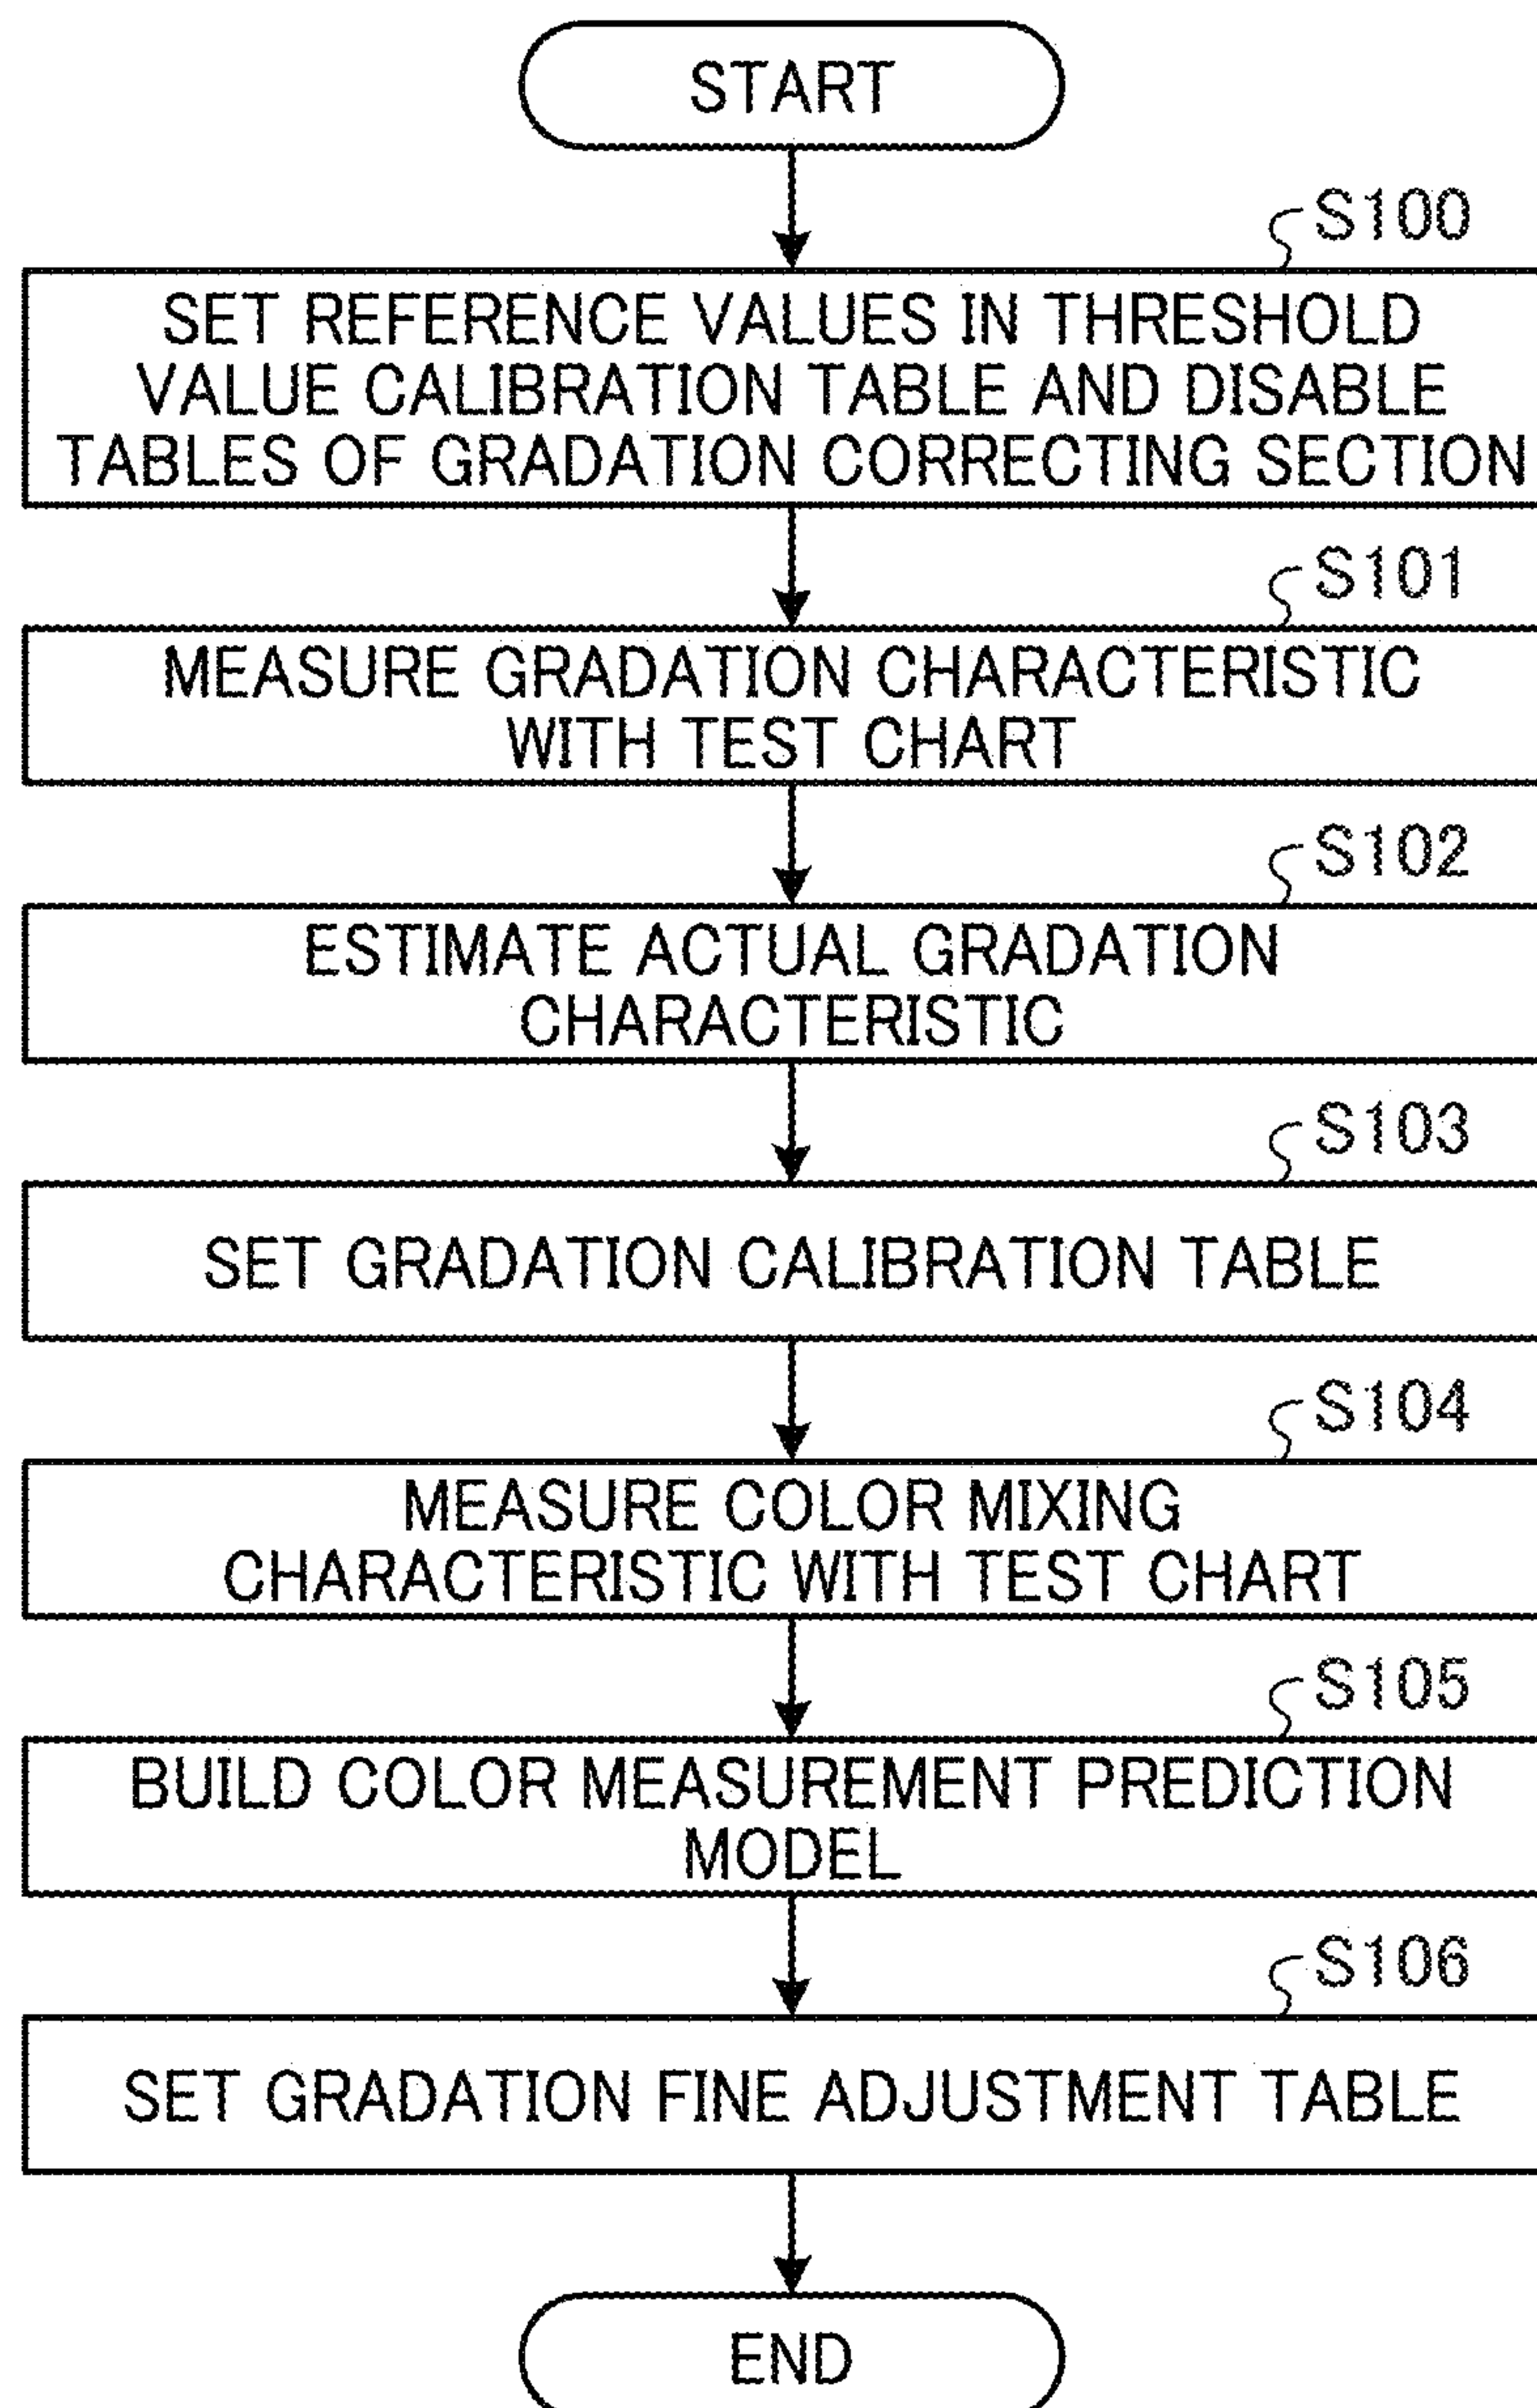 START
S100
SET REFERENCE VALUES IN THRESHOLD
VALUE CALIBRATION TABLE AND DISABLE
TABLES OF GRADATION CORRECTING SECTION
S101
MEASURE GRADATION CHARACTERISTIC
WITH TEST CHART
S102
ESTIMATE ACTUAL GRADATION
CHARACTERISTIC
S103
SET GRADATION CALIBRATION TABLE
S104
MEASURE COLOR MIXING
CHARACTERISTIC WITH TEST CHART
S105
BUILD COLOR MEASUREMENT PREDICTION
MODEL
S106
SET GRADATION FINE ADJUSTMENT TABLE
END